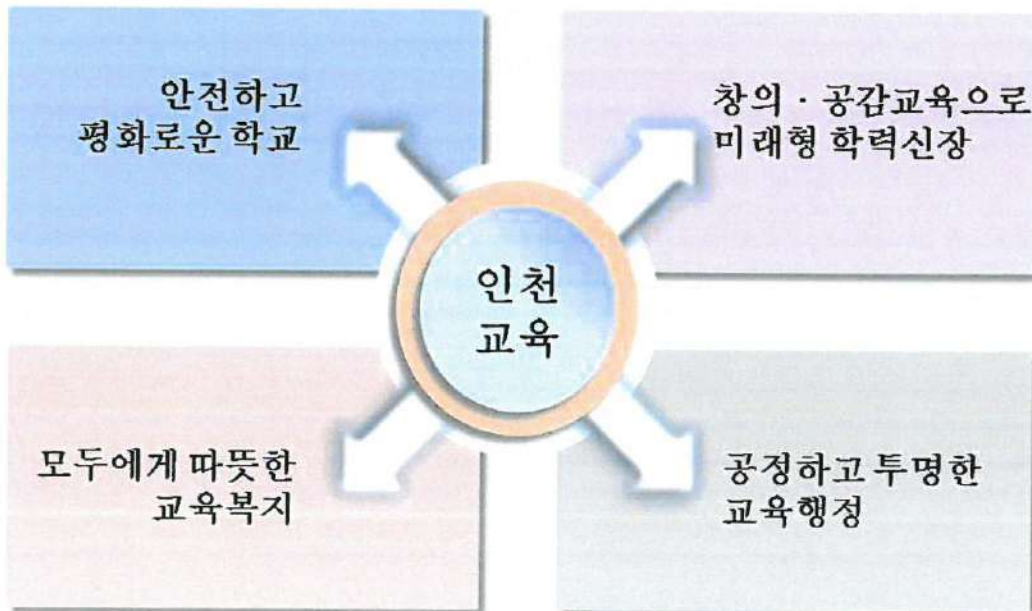 안전하고
평화로운 학교
창의 · 공감교육으로
미래형 학력신장
인천
교육
모두에게 따뜻한
교육복지
공정하고 투명한
교육행정